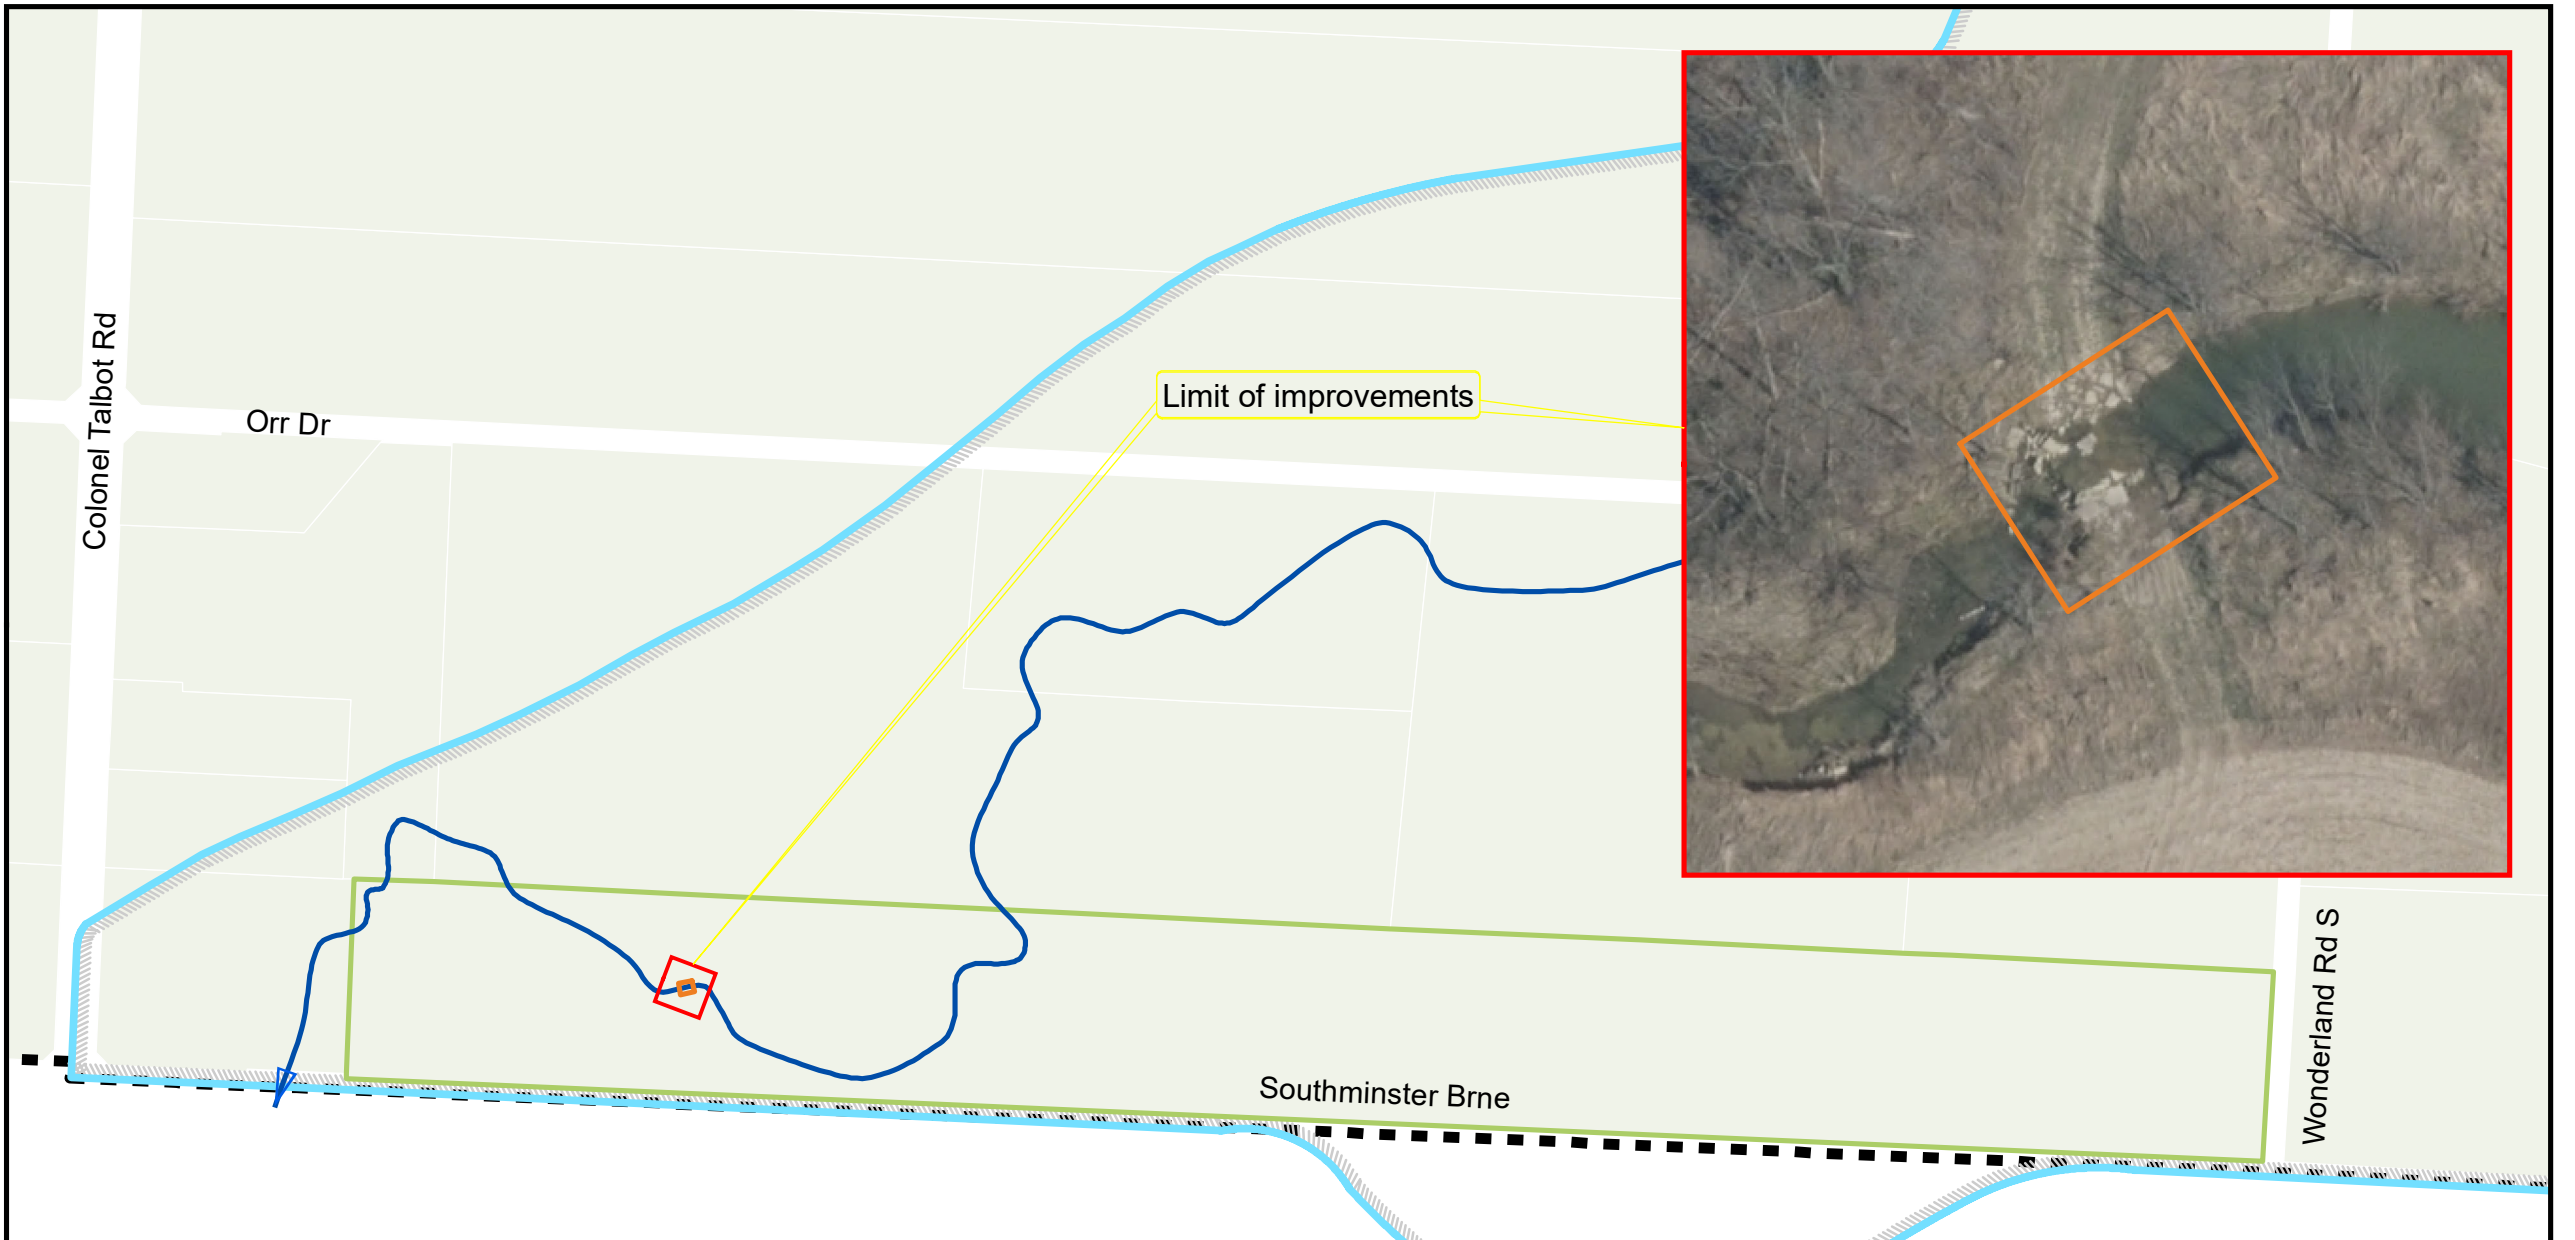 Colonel Talbot Rd
Orr Dr
Limit of improvements
Southminster Brne
Wonderland Rd S